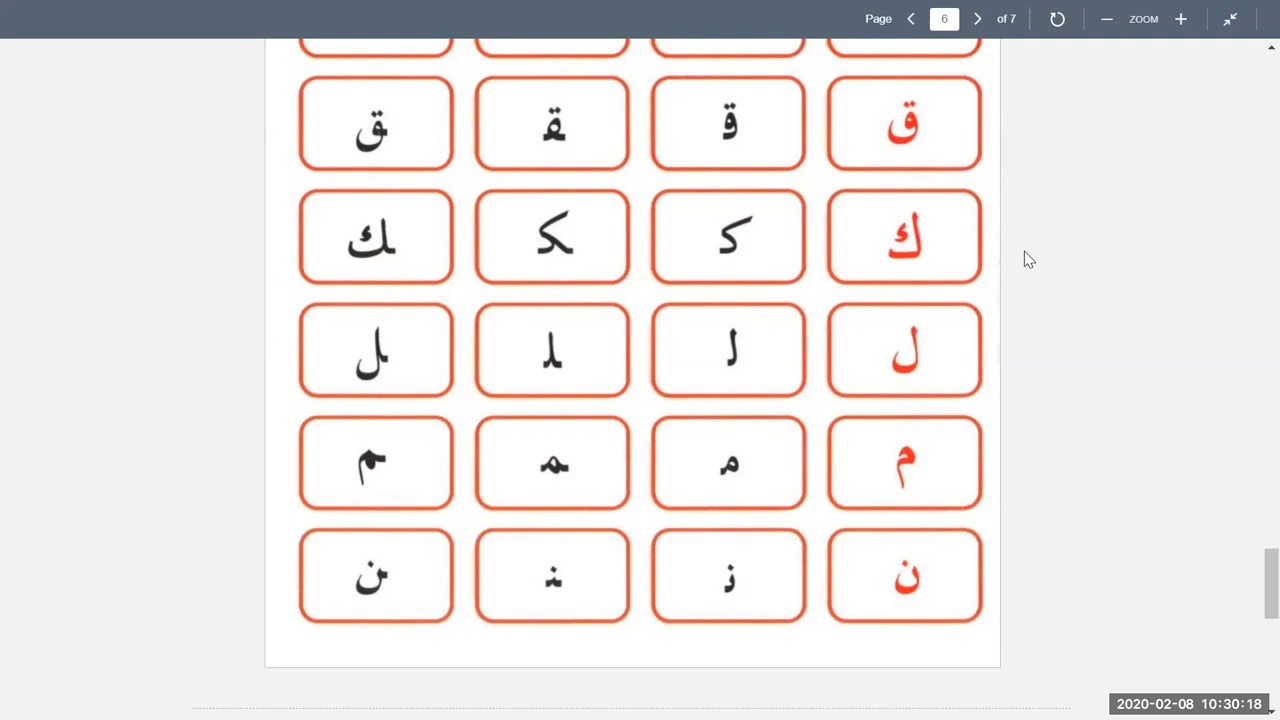 Page 6 of 7 ZOOM
ق قـ ـقـ ـق
ك كـ ـكـ ـك
ل لـ ـلـ ـل
م مـ ـمـ ـم
ن نـ ـنـ ـن
2020-02-08 10:30:18